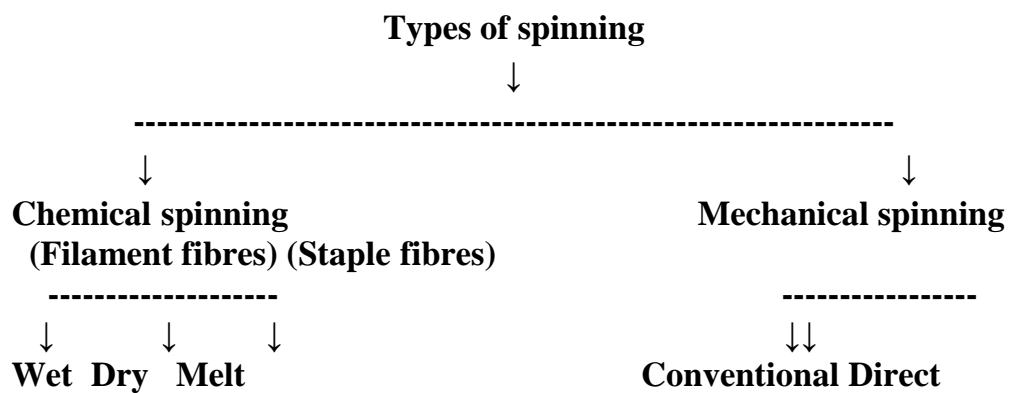 Types of spinning
↓
------------------------------------------------------------------
↓ ↓
Chemical spinning Mechanical spinning
(Filament fibres) (Staple fibres)
-------------------- -----------------
↓ ↓ ↓ ↓↓
Wet Dry Melt Conventional Direct